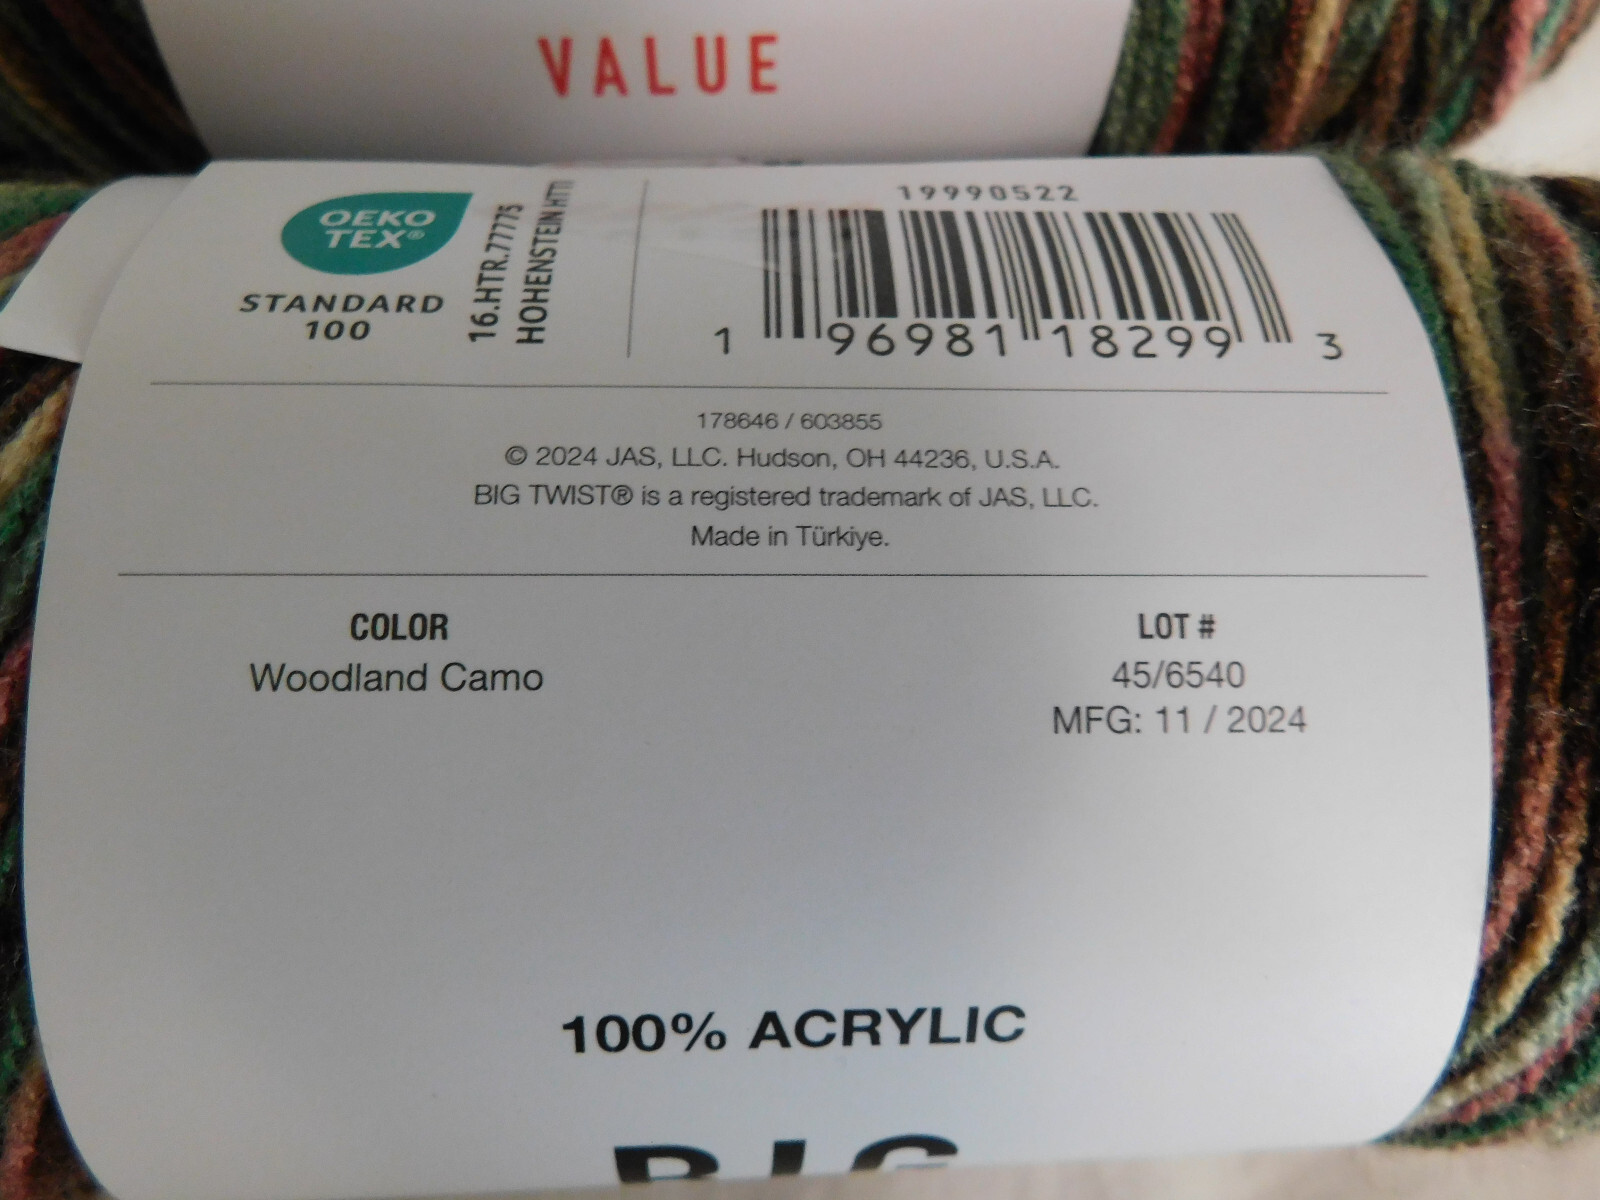 VALUE
OEKO
TEX®
STANDARD
100
16.HTR.77775
HOHENSTEIN HTTI
19990522
1 96981 18299 3
178646 / 603855
© 2024 JAS, LLC. Hudson, OH 44236, U.S.A.
BIG TWIST® is a registered trademark of JAS, LLC.
Made in Türkiye.
COLOR
Woodland Camo
LOT #
45/6540
MFG: 11 / 2024
100% ACRYLIC
BIG